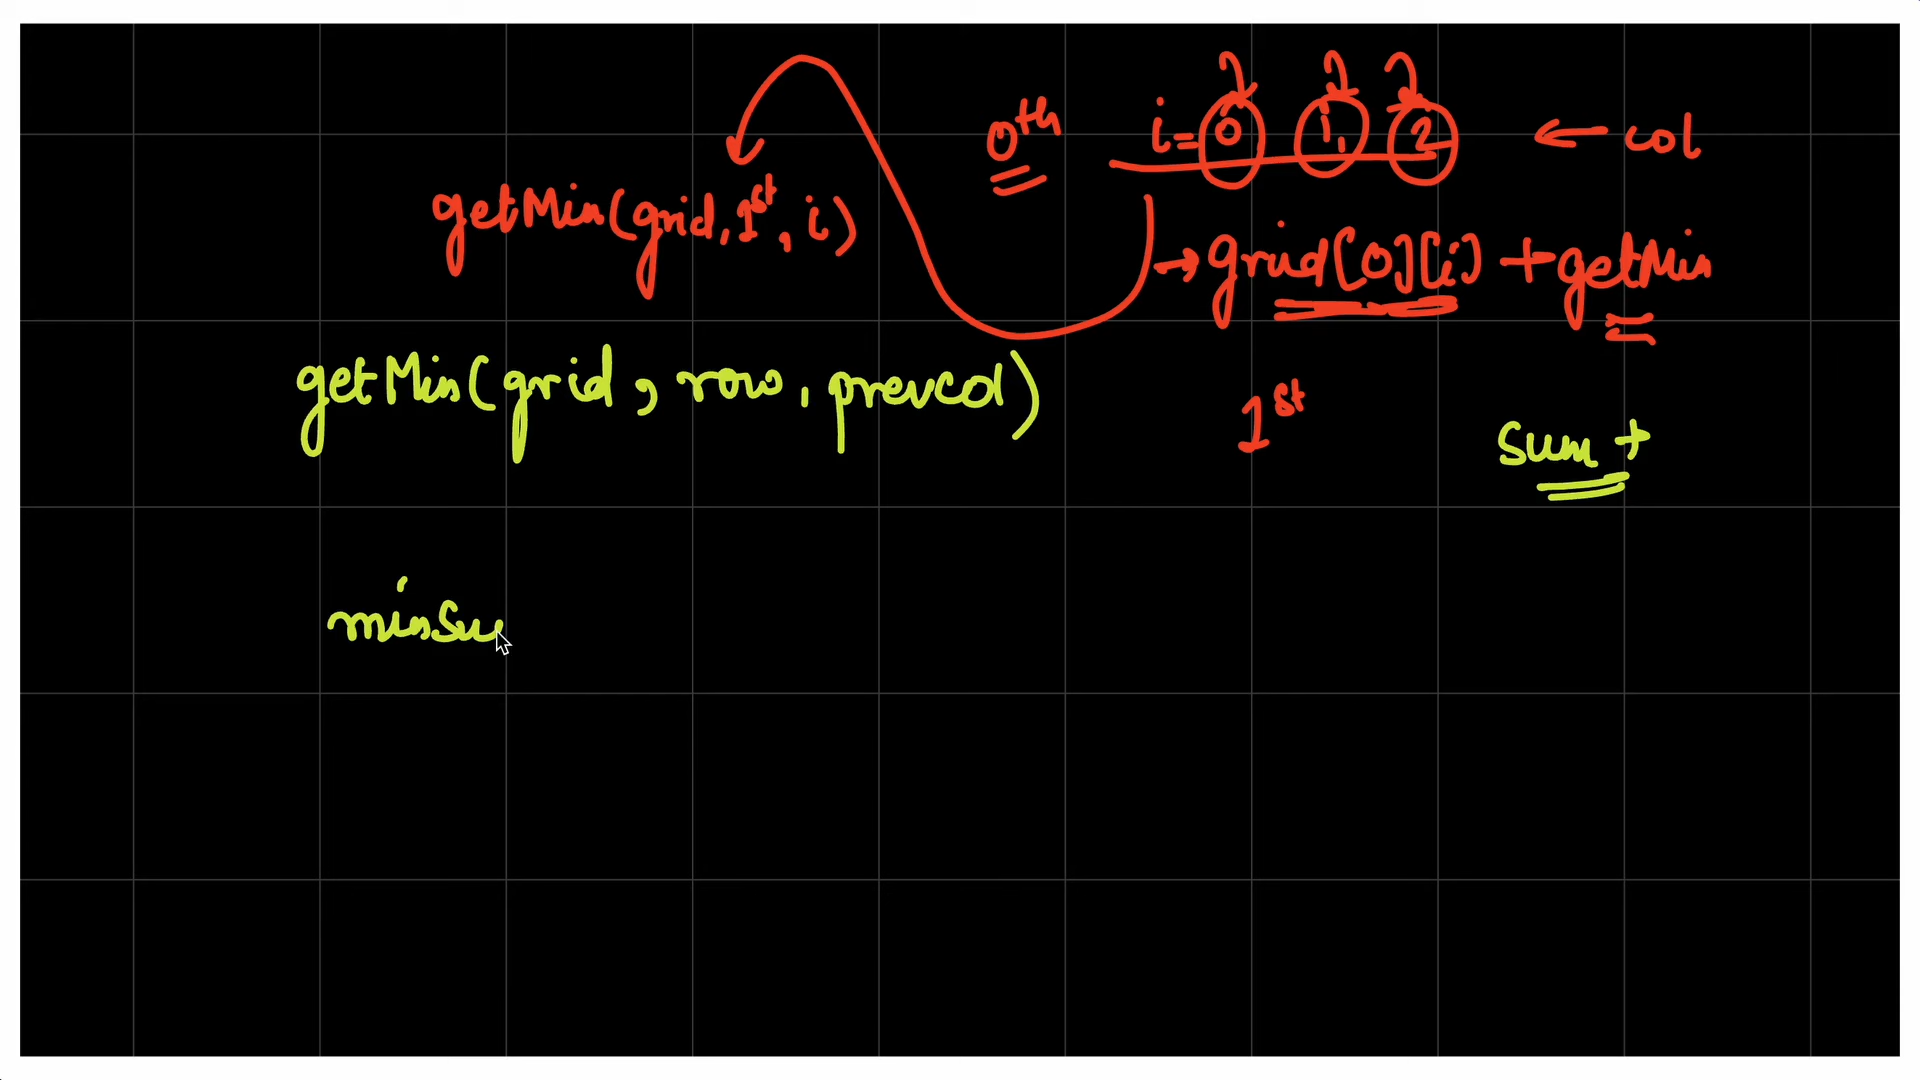 0th i= 0 1, 2 ← col
getMin(grid, 1st, i)
→ grid[0][i] + getMin
getMin(grid, row, prevcol)
1st
sum +
minSu